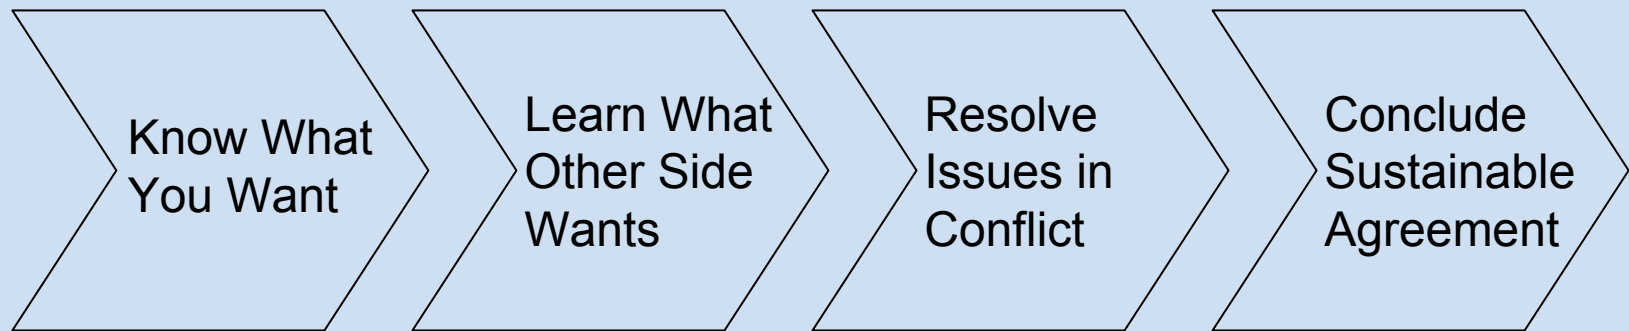 Know What
You Want
Learn What
Other Side
Wants
Resolve
Issues in
Conflict
Conclude
Sustainable
Agreement